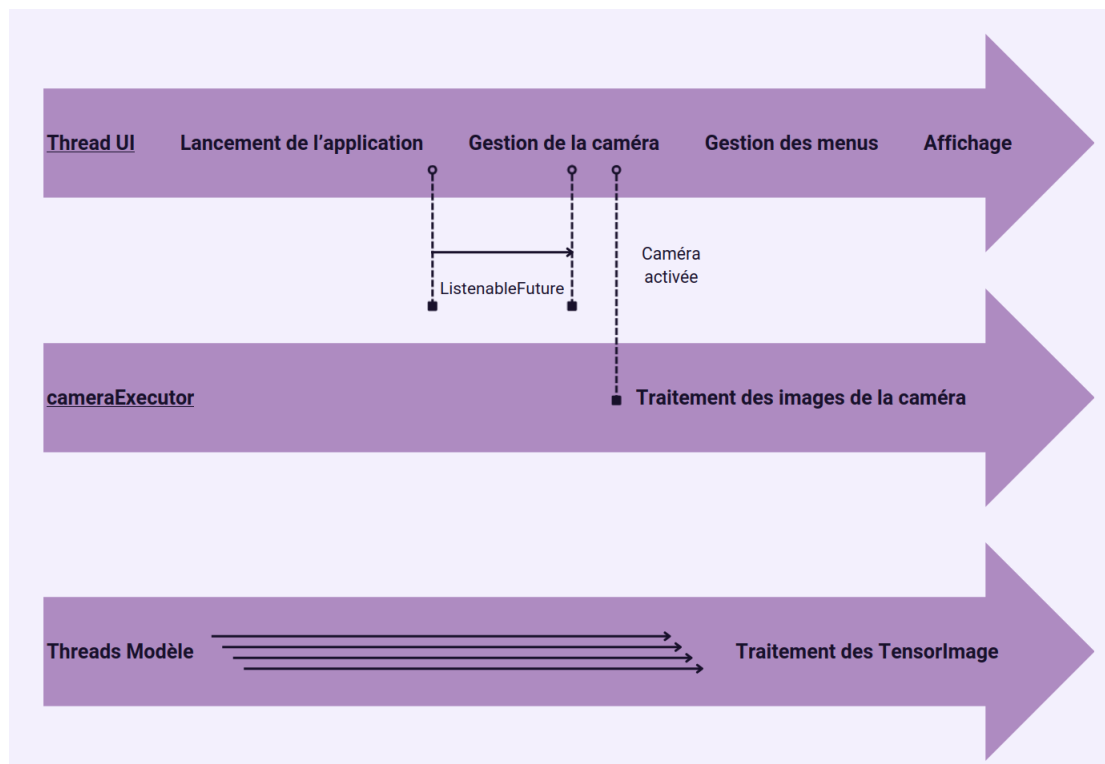 Thread UI Lancement de l’application Gestion de la caméra Gestion des menus Affichage
Caméra
activée
ListenableFuture
cameraExecutor Traitement des images de la caméra
Threads Modèle Traitement des TensorImage